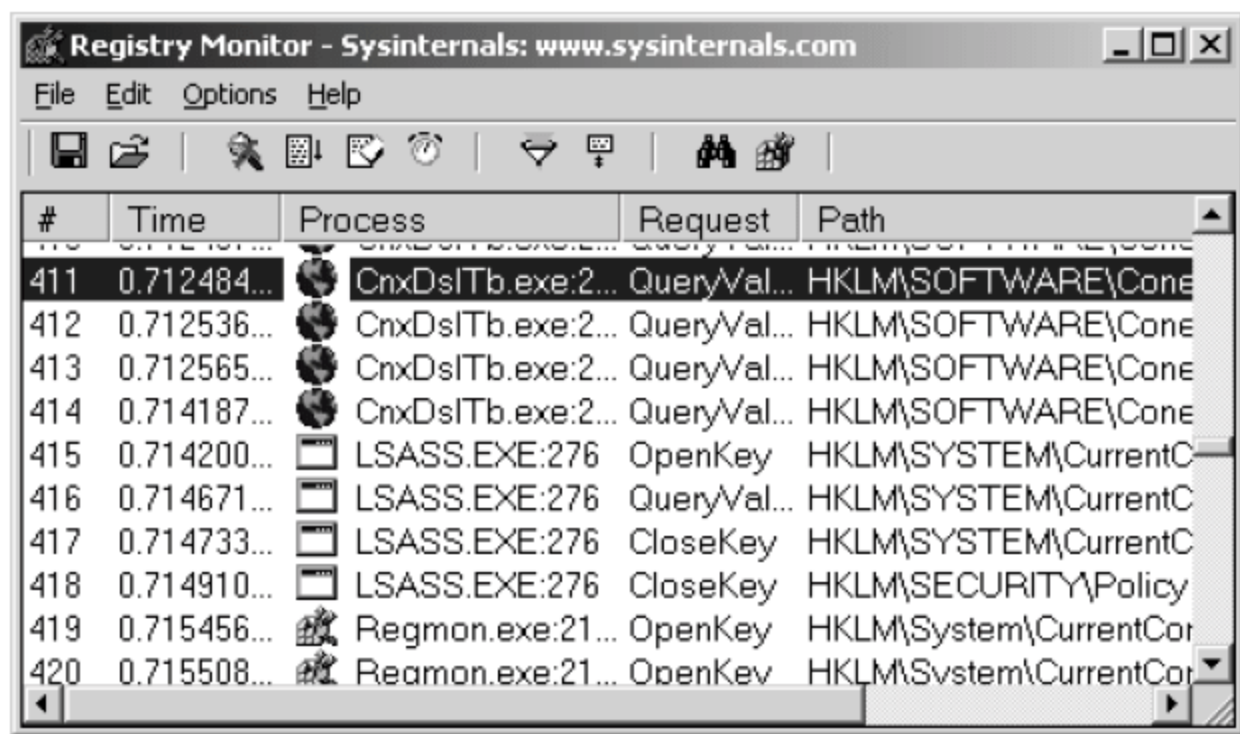 Registry Monitor - Sysinternals: www.sysinternals.com
File Edit Options Help
# Time Process Request Path
411 0.712484... CnxDslTb.exe:2... QueryVal... HKLM\SOFTWARE\Cone
412 0.712536... CnxDslTb.exe:2... QueryVal... HKLM\SOFTWARE\Cone
413 0.712565... CnxDslTb.exe:2... QueryVal... HKLM\SOFTWARE\Cone
414 0.714187... CnxDslTb.exe:2... QueryVal... HKLM\SOFTWARE\Cone
415 0.714200... LSASS.EXE:276 OpenKey HKLM\SYSTEM\CurrentC
416 0.714671... LSASS.EXE:276 QueryVal... HKLM\SYSTEM\CurrentC
417 0.714733... LSASS.EXE:276 CloseKey HKLM\SYSTEM\CurrentC
418 0.714910... LSASS.EXE:276 CloseKey HKLM\SECURITY\Policy
419 0.715456... Regmon.exe:21... OpenKey HKLM\System\CurrentCor
420 0.715508... Regmon.exe:21... OpenKey HKLM\System\CurrentCor